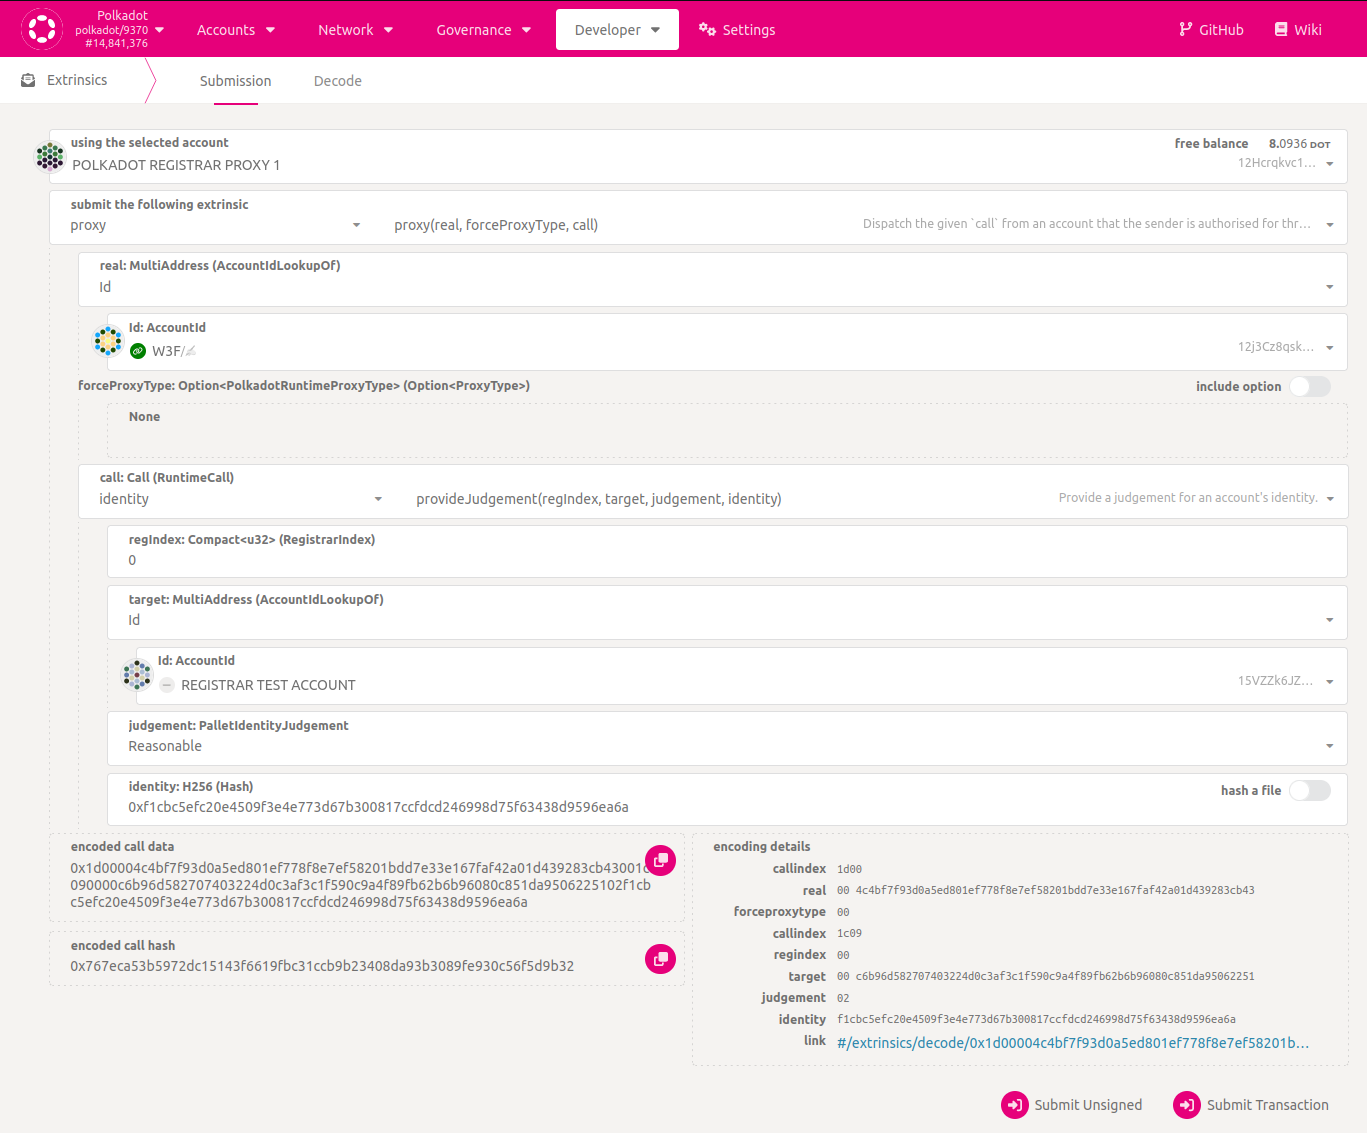 Polkadot
polkadot/9370
#14,841,376
Accounts
Network
Governance
Developer
Settings
GitHub
Wiki
Extrinsics
Submission
Decode
using the selected account
POLKADOT REGISTRAR PROXY 1
free balance 8.0936 DOT
12Hcrqkvc1...
submit the following extrinsic
proxy
proxy(real, forceProxyType, call)
Dispatch the given `call` from an account that the sender is authorised for thr...
real: MultiAddress (AccountIdLookupOf)
Id
Id: AccountId
W3F/
12j3Cz8qsk...
forceProxyType: Option<PolkadotRuntimeProxyType> (Option<ProxyType>)
include option
None
call: Call (RuntimeCall)
identity
provideJudgement(regIndex, target, judgement, identity)
Provide a judgement for an account's identity.
regIndex: Compact<u32> (RegistrarIndex)
0
target: MultiAddress (AccountIdLookupOf)
Id
Id: AccountId
REGISTRAR TEST ACCOUNT
15VZZk6JZ...
judgement: PalletIdentityJudgement
Reasonable
identity: H256 (Hash)
0xf1cbc5efc20e4509f3e4e773d67b300817ccfdcd246998d75f63438d9596ea6a
hash a file
encoded call data
0x1d00004c4bf7f93d0a5ed801ef778f8e7ef58201bdd7e33e167faf42a01d439283cb43001c
090000c6b96d582707403224d0c3af3c1f590c9a4f89fb62b6b96080c851da9506225102f1cb
c5efc20e4509f3e4e773d67b300817ccfdcd246998d75f63438d9596ea6a
encoded call hash
0x767eca53b5972dc15143f6619fbc31ccb9b23408da93b3089fe930c56f5d9b32
encoding details
callindex 1d00
real 00 4c4bf7f93d0a5ed801ef778f8e7ef58201bdd7e33e167faf42a01d439283cb43
forceproxytype 00
callindex 1c09
regindex 00
target 00 c6b96d582707403224d0c3af3c1f590c9a4f89fb62b6b96080c851da95062251
judgement 02
identity f1cbc5efc20e4509f3e4e773d67b300817ccfdcd246998d75f63438d9596ea6a
link #/extrinsics/decode/0x1d00004c4bf7f93d0a5ed801ef778f8e7ef58201b...
Submit Unsigned
Submit Transaction